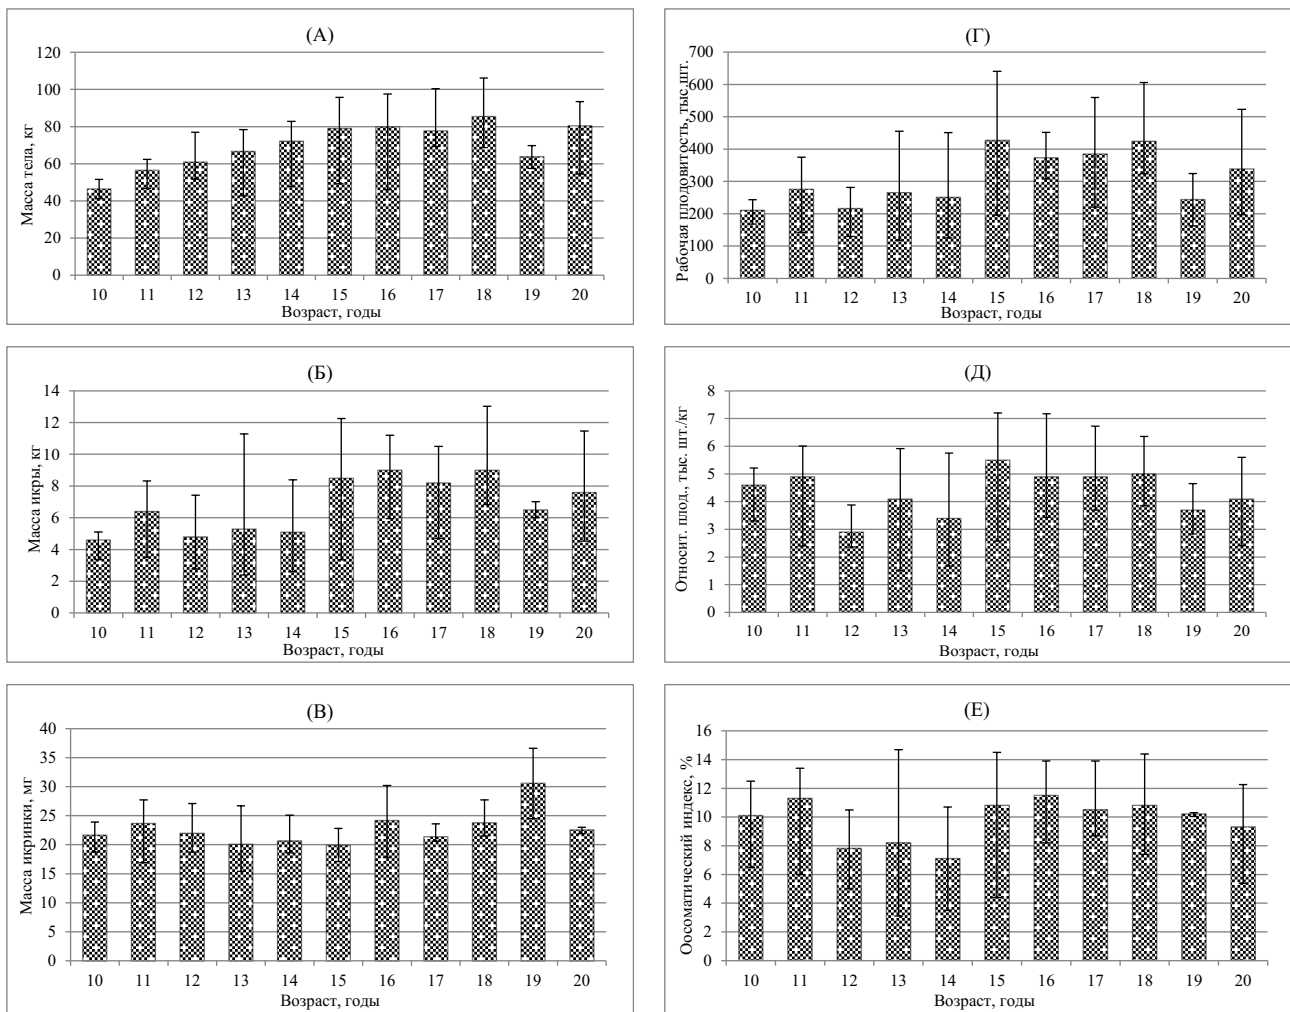 (А)
Масса тела, кг
120
100
80
60
40
20
0
10 11 12 13 14 15 16 17 18 19 20
Возраст, годы
(Г)
Рабочая плодовитость, тыс.шт.
700
600
500
400
300
200
100
0
10 11 12 13 14 15 16 17 18 19 20
Возраст, годы
(Б)
Масса икры, кг
14
12
10
8
6
4
2
0
10 11 12 13 14 15 16 17 18 19 20
Возраст, годы
(Д)
Относит. плод., тыс. шт./кг
8
7
6
5
4
3
2
1
0
10 11 12 13 14 15 16 17 18 19 20
Возраст, годы
(В)
Масса икринки, мг
40
35
30
25
20
15
10
5
0
10 11 12 13 14 15 16 17 18 19 20
Возраст, годы
(Е)
Оосоматический индекс, %
16
14
12
10
8
6
4
2
0
10 11 12 13 14 15 16 17 18 19 20
Возраст, годы